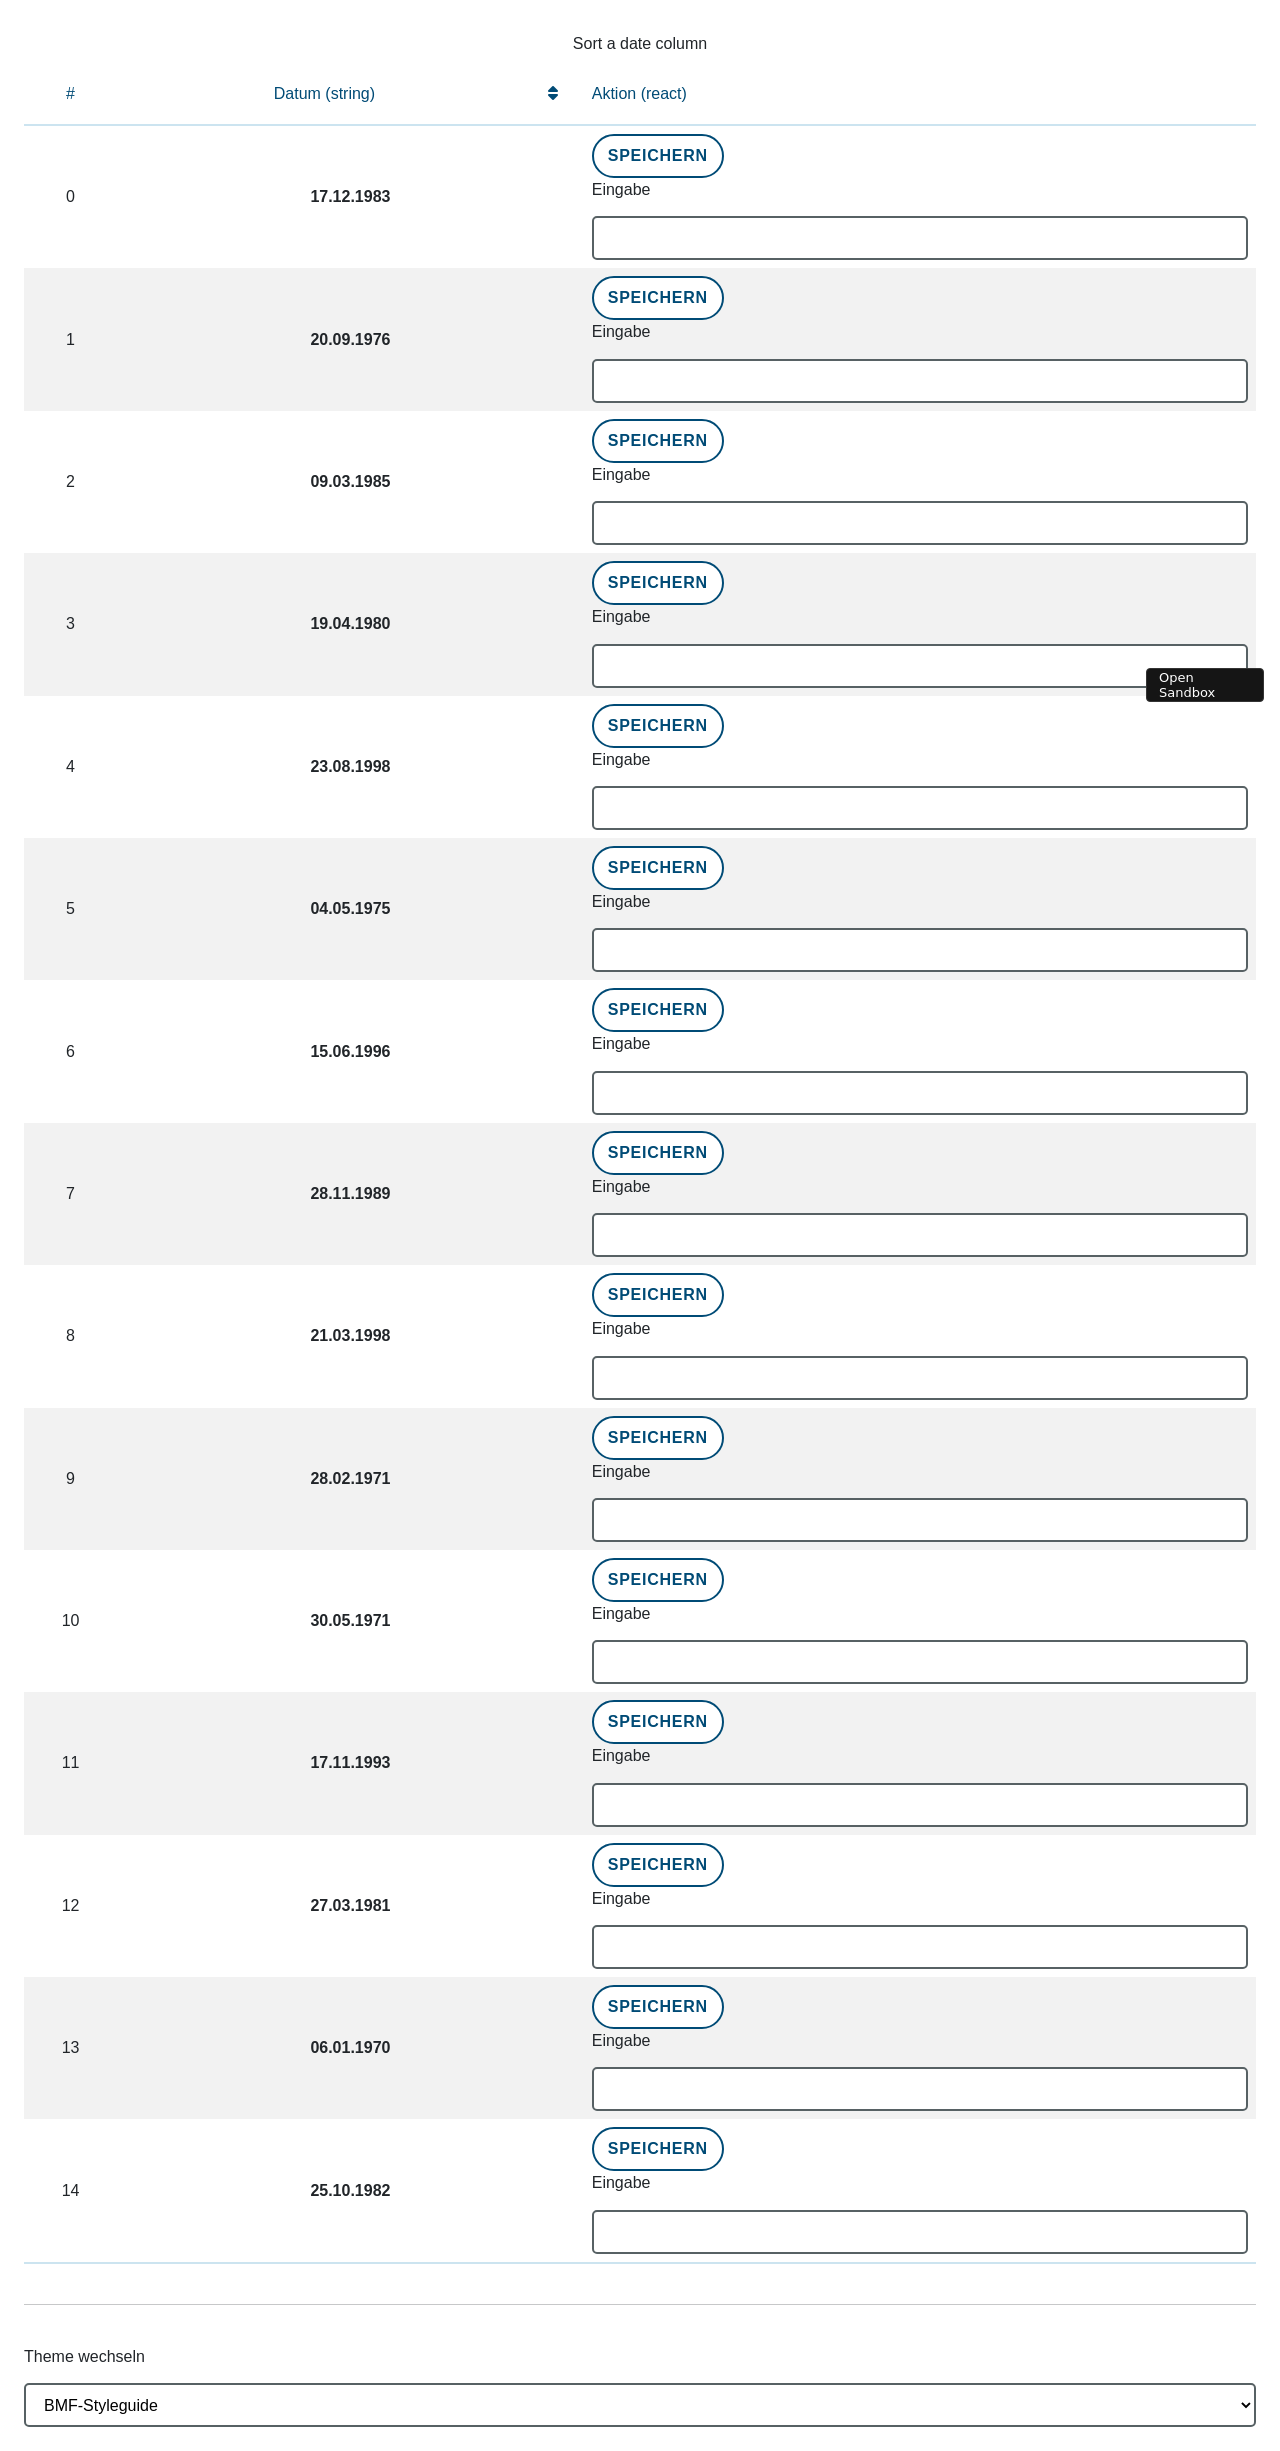 Sort a date column
# Datum (string) Aktion (react)
SPEICHERN
0 17.12.1983 Eingabe
SPEICHERN
1 20.09.1976 Eingabe
SPEICHERN
2 09.03.1985 Eingabe
SPEICHERN
3 19.04.1980 Eingabe
Open
Sandbox
SPEICHERN
4 23.08.1998 Eingabe
SPEICHERN
5 04.05.1975 Eingabe
SPEICHERN
6 15.06.1996 Eingabe
SPEICHERN
7 28.11.1989 Eingabe
SPEICHERN
8 21.03.1998 Eingabe
SPEICHERN
9 28.02.1971 Eingabe
SPEICHERN
10 30.05.1971 Eingabe
SPEICHERN
11 17.11.1993 Eingabe
SPEICHERN
12 27.03.1981 Eingabe
SPEICHERN
13 06.01.1970 Eingabe
SPEICHERN
14 25.10.1982 Eingabe
Theme wechseln
BMF-Styleguide